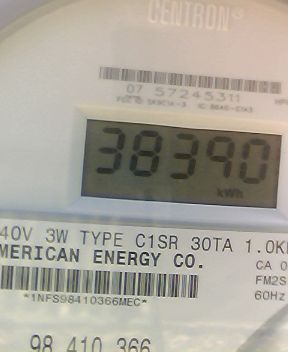 CENTRON®
07 57245311
38390
kWh
40V 3W TYPE C1SR 30TA 1.0K
MERICAN ENERGY CO.
CA 0
FM2S
60Hz
*1NFS98410366MEC*
98 410 366